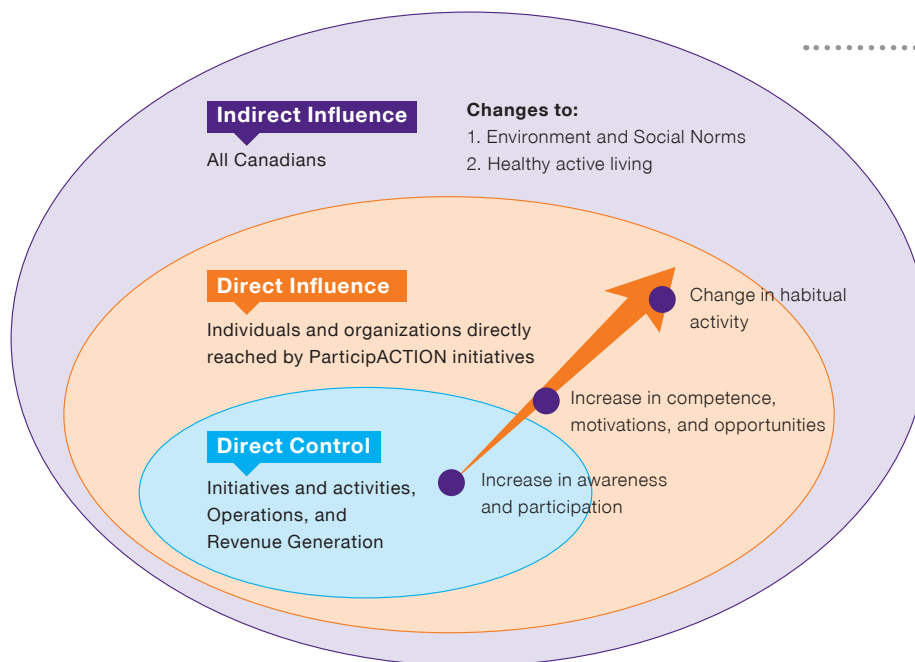 Indirect Influence
All Canadians
Changes to:
1. Environment and Social Norms
2. Healthy active living
Direct Influence
Individuals and organizations directly
reached by ParticipACTION initiatives
Change in habitual
activity
Increase in competence,
motivations, and opportunities
Direct Control
Initiatives and activities,
Operations, and
Revenue Generation
Increase in awareness
and participation